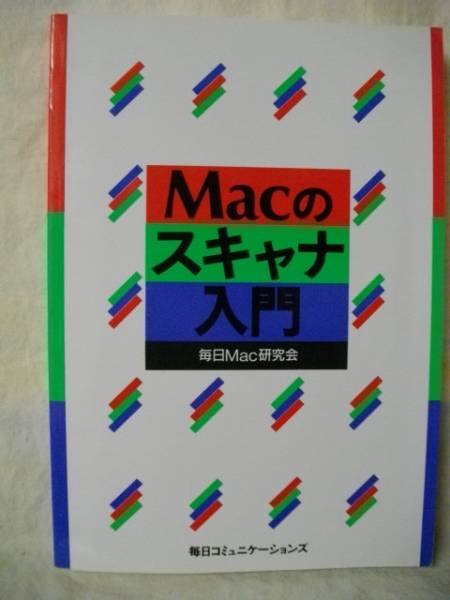 Macの
スキャナ
入門
毎日Mac研究会
毎日コミュニケーションズ